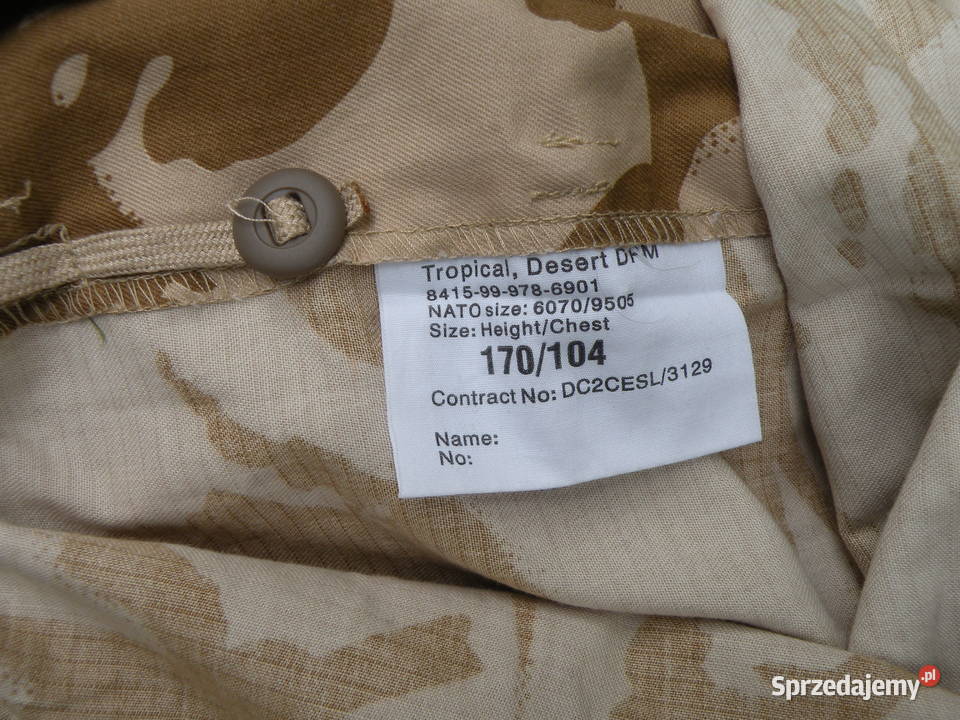 Tropical, Desert DPM
8415-99-978-6901
NATO size: 6070/9505
Size: Height/Chest
170/104
Contract No: DC2CESL/3129
Name:
No:
Sprzedajemy.pl